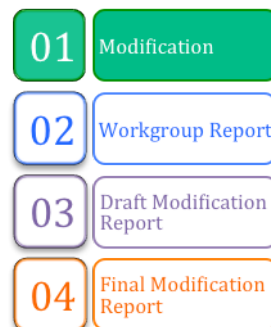 01 Modification
02 Workgroup Report
03 Draft Modification
Report
04 Final Modification
Report